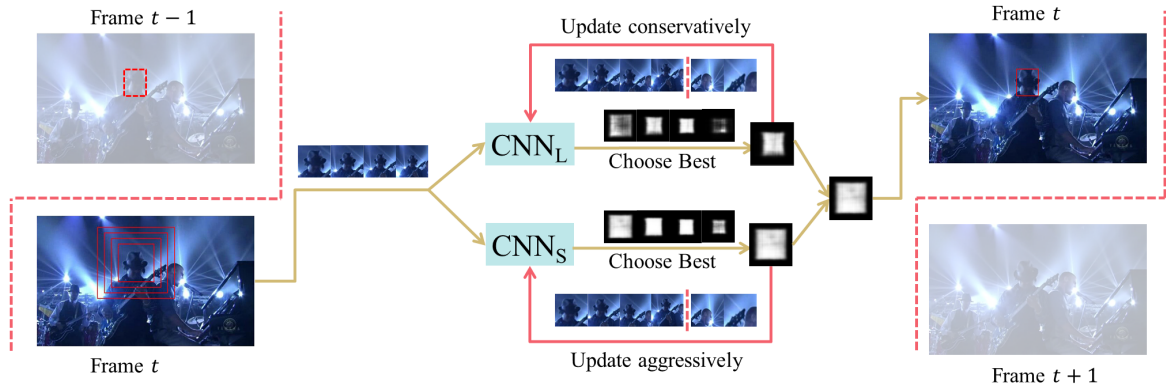 Frame t − 1
Frame t
Update conservatively
CNN_L
Choose Best
CNN_S
Choose Best
Update aggressively
Frame t
Frame t + 1